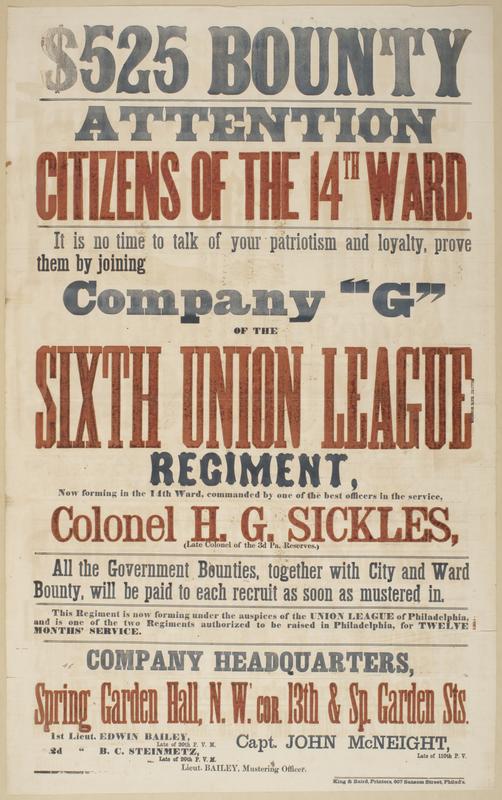 $525 BOUNTY
ATTENTION
CITIZENS OF THE 14TH WARD.
It is no time to talk of your patriotism and loyalty, prove
them by joining
Company "G"
OF THE
SIXTH UNION LEAGUE
REGIMENT,
Now forming in the 14th Ward, commanded by one of the best officers in the service,
Colonel H. G. SICKLES,
(Late Colonel of the 3d Pa. Reserves.)
All the Government Bounties, together with City and Ward
Bounty, will be paid to each recruit as soon as mustered in.
This Regiment is now forming under the auspices of the UNION LEAGUE of Philadelphia,
and is one of the two Regiments authorized to be raised in Philadelphia, for TWELVE
MONTHS' SERVICE.
COMPANY HEADQUARTERS,
Spring Garden Hall, N. W. COR. 13th & Sp. Garden Sts.
1st Lieut. EDWIN BAILEY,
Late of 20th P. V. M.
2d " B. C. STEINMETZ,
Late of 20th P. V. M.
Capt. JOHN McNEIGHT,
Late of 110th P. V.
Lieut. BAILEY, Mustering Officer.
King & Baird, Printers, 607 Sansom Street, Philad'a.